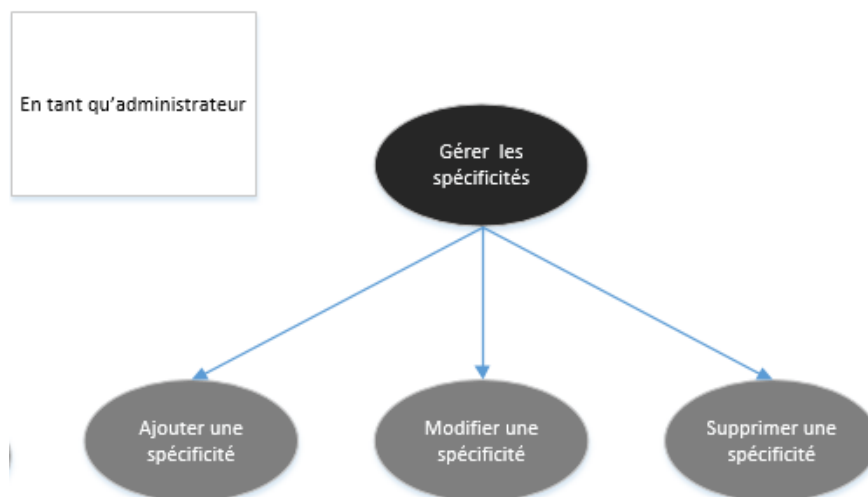 En tant qu'administrateur
Gérer les
spécificités
Ajouter une
spécificité
Modifier une
spécificité
Supprimer une
spécificité